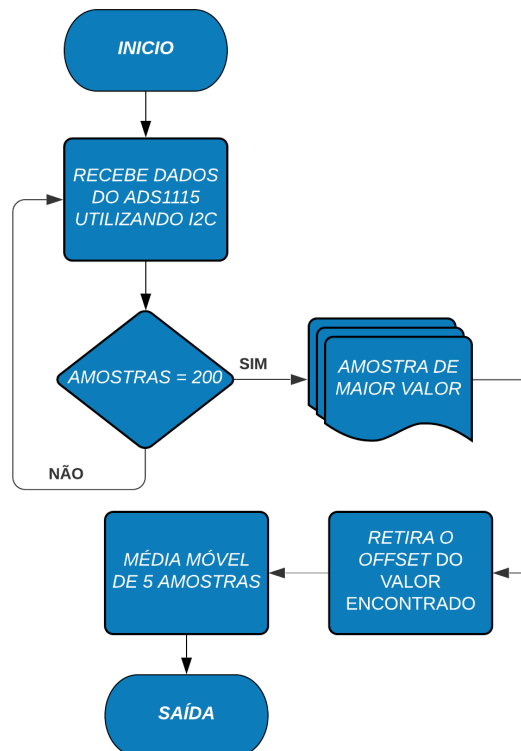 INICIO
RECEBE DADOS
DO ADS1115
UTILIZANDO I2C
AMOSTRAS = 200
SIM
AMOSTRA DE
MAIOR VALOR
NÃO
MÉDIA MÓVEL
DE 5 AMOSTRAS
RETIRA O
OFFSET DO
VALOR
ENCONTRADO
SAÍDA